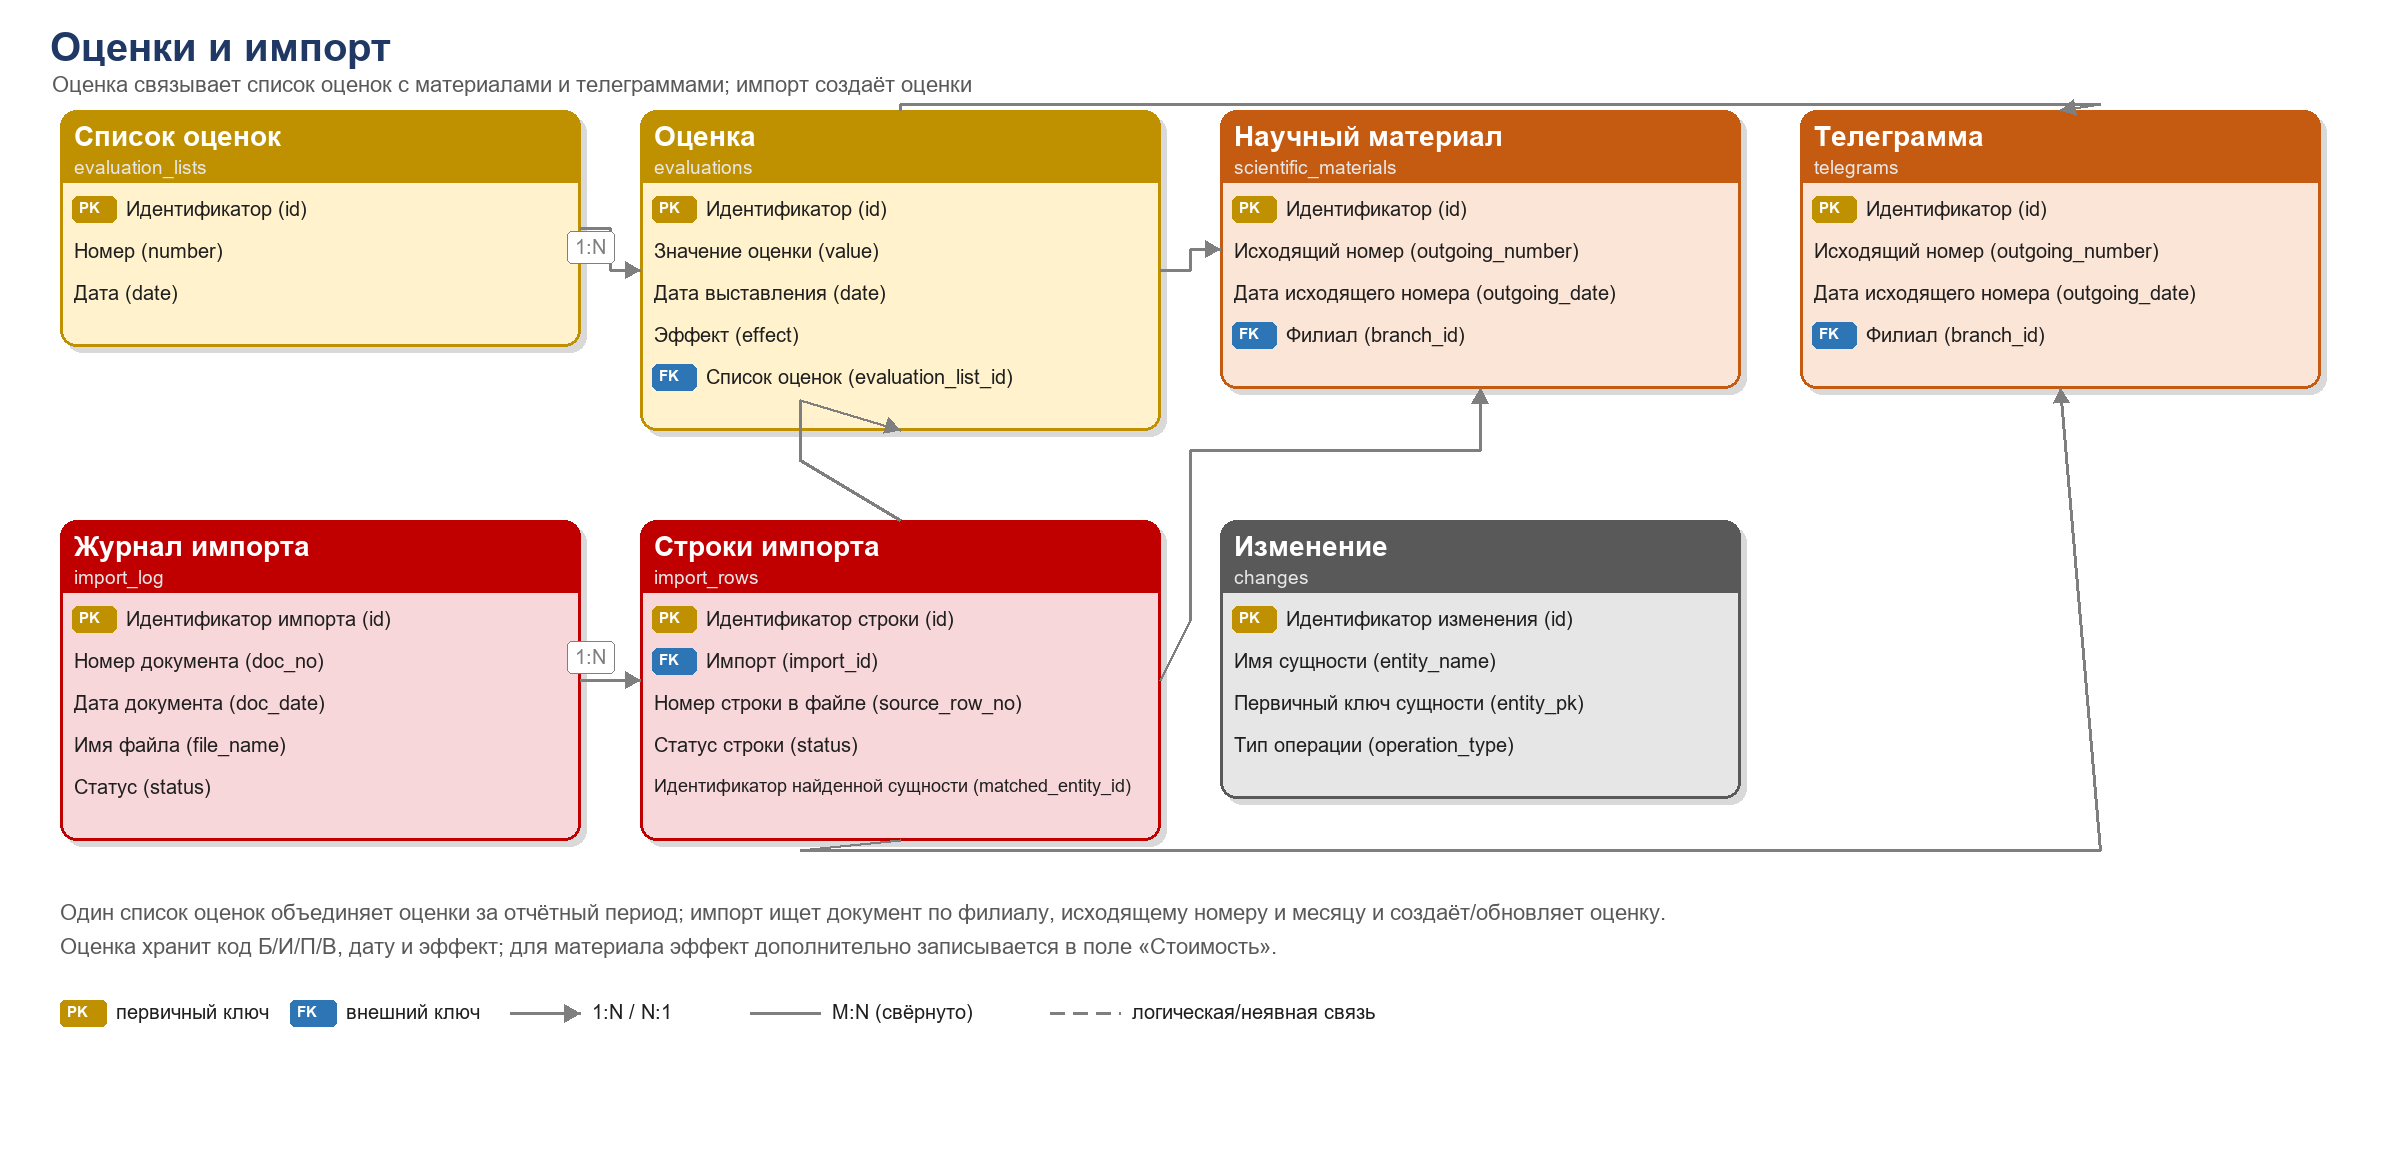 Оценки и импорт
Оценка связывает список оценок с материалами и телеграммами; импорт создаёт оценки
Список оценок
evaluation_lists
PK Идентификатор (id)
Номер (number)
Дата (date)
1:N
Оценка
evaluations
PK Идентификатор (id)
Значение оценки (value)
Дата выставления (date)
Эффект (effect)
FK Список оценок (evaluation_list_id)
Научный материал
scientific_materials
PK Идентификатор (id)
Исходящий номер (outgoing_number)
Дата исходящего номера (outgoing_date)
FK Филиал (branch_id)
Телеграмма
telegrams
PK Идентификатор (id)
Исходящий номер (outgoing_number)
Дата исходящего номера (outgoing_date)
FK Филиал (branch_id)
Журнал импорта
import_log
PK Идентификатор импорта (id)
Номер документа (doc_no)
Дата документа (doc_date)
Имя файла (file_name)
Статус (status)
1:N
Строки импорта
import_rows
PK Идентификатор строки (id)
FK Импорт (import_id)
Номер строки в файле (source_row_no)
Статус строки (status)
Идентификатор найденной сущности (matched_entity_id)
Изменение
changes
PK Идентификатор изменения (id)
Имя сущности (entity_name)
Первичный ключ сущности (entity_pk)
Тип операции (operation_type)
Один список оценок объединяет оценки за отчётный период; импорт ищет документ по филиалу, исходящему номеру и месяцу и создаёт/обновляет оценку.
Оценка хранит код Б/И/П/В, дату и эффект; для материала эффект дополнительно записывается в поле «Стоимость».
PK первичный ключ FK внешний ключ 1:N / N:1 M:N (свёрнуто) логическая/неявная связь